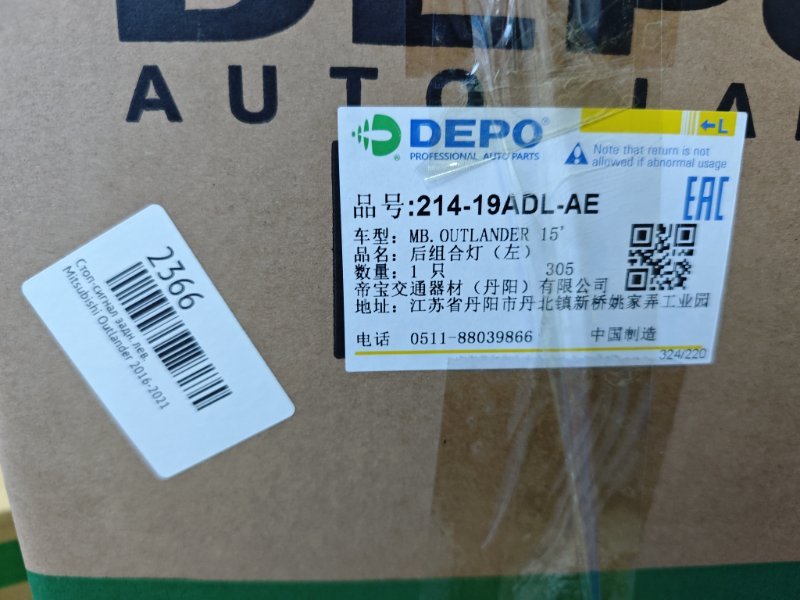 DEPO
AUTO LA
DEPO®
PROFESSIONAL AUTO PARTS
←L
Note that return is not
allowed if abnormal usage
EAC
品号:214-19ADL-AE
车型: MB.OUTLANDER 15'
品名: 后组合灯 (左)
数量: 1 只 305
帝宝交通器材 (丹阳) 有限公司
地址: 江苏省丹阳市丹北镇新桥姚家弄工业园
电话 0511-88039866 中国制造
324/220
2366
Стоп-сигнал задн лев.
Mitsubishi Outlander 2016-2021